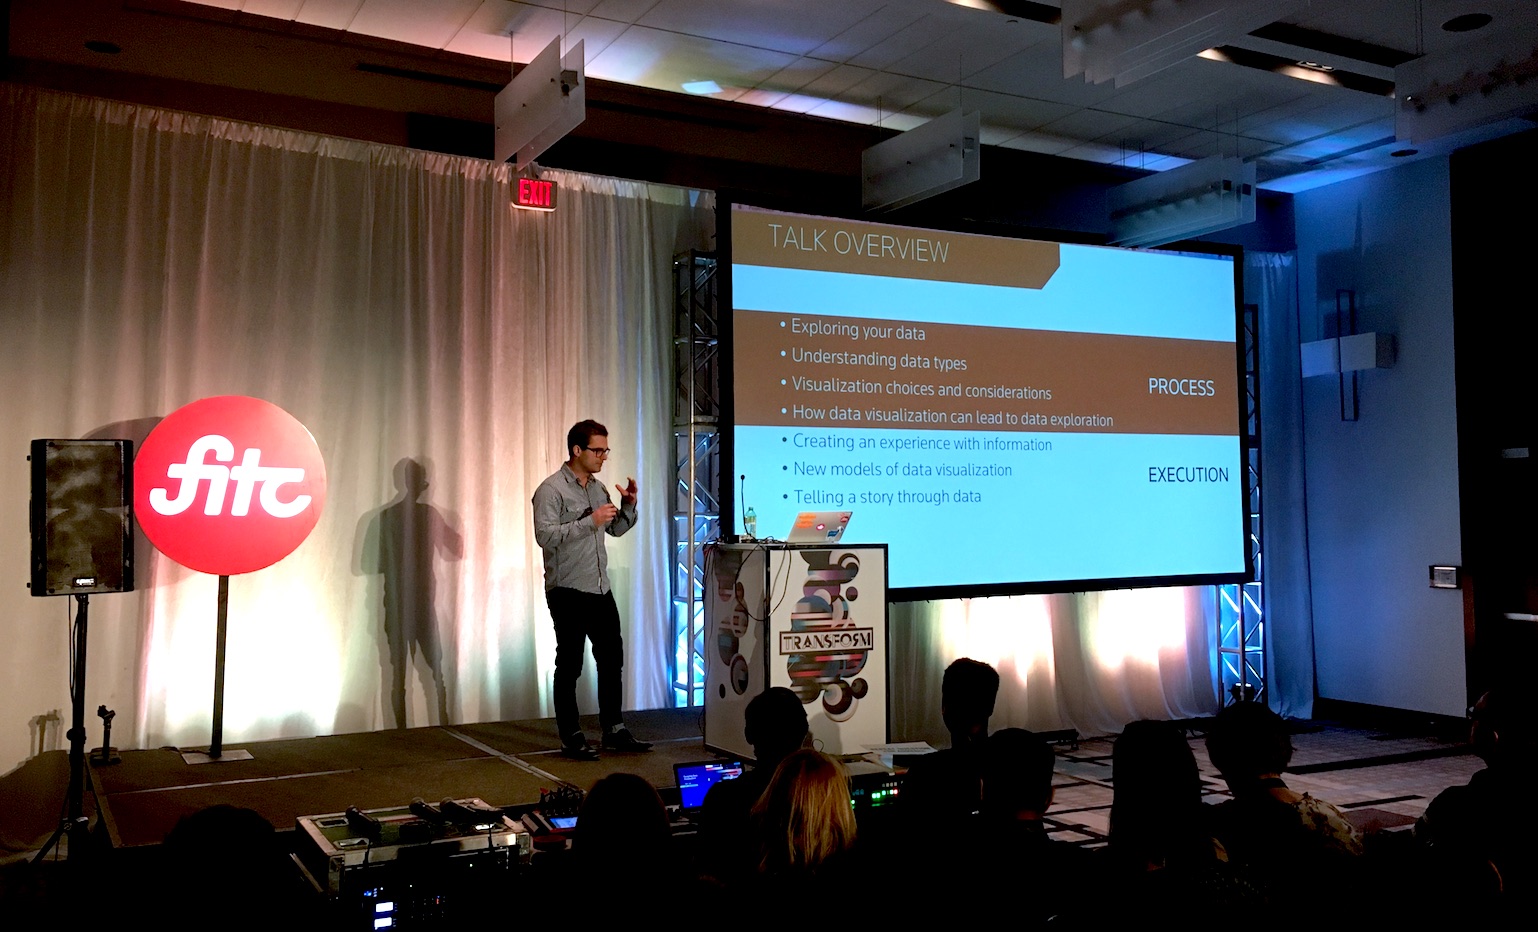 EXIT
TALK OVERVIEW
• Exploring your data
• Understanding data types
• Visualization choices and considerations
• How data visualization can lead to data exploration
PROCESS
• Creating an experience with information
• New models of data visualization
• Telling a story through data
EXECUTION
fitc
TRANSFORM